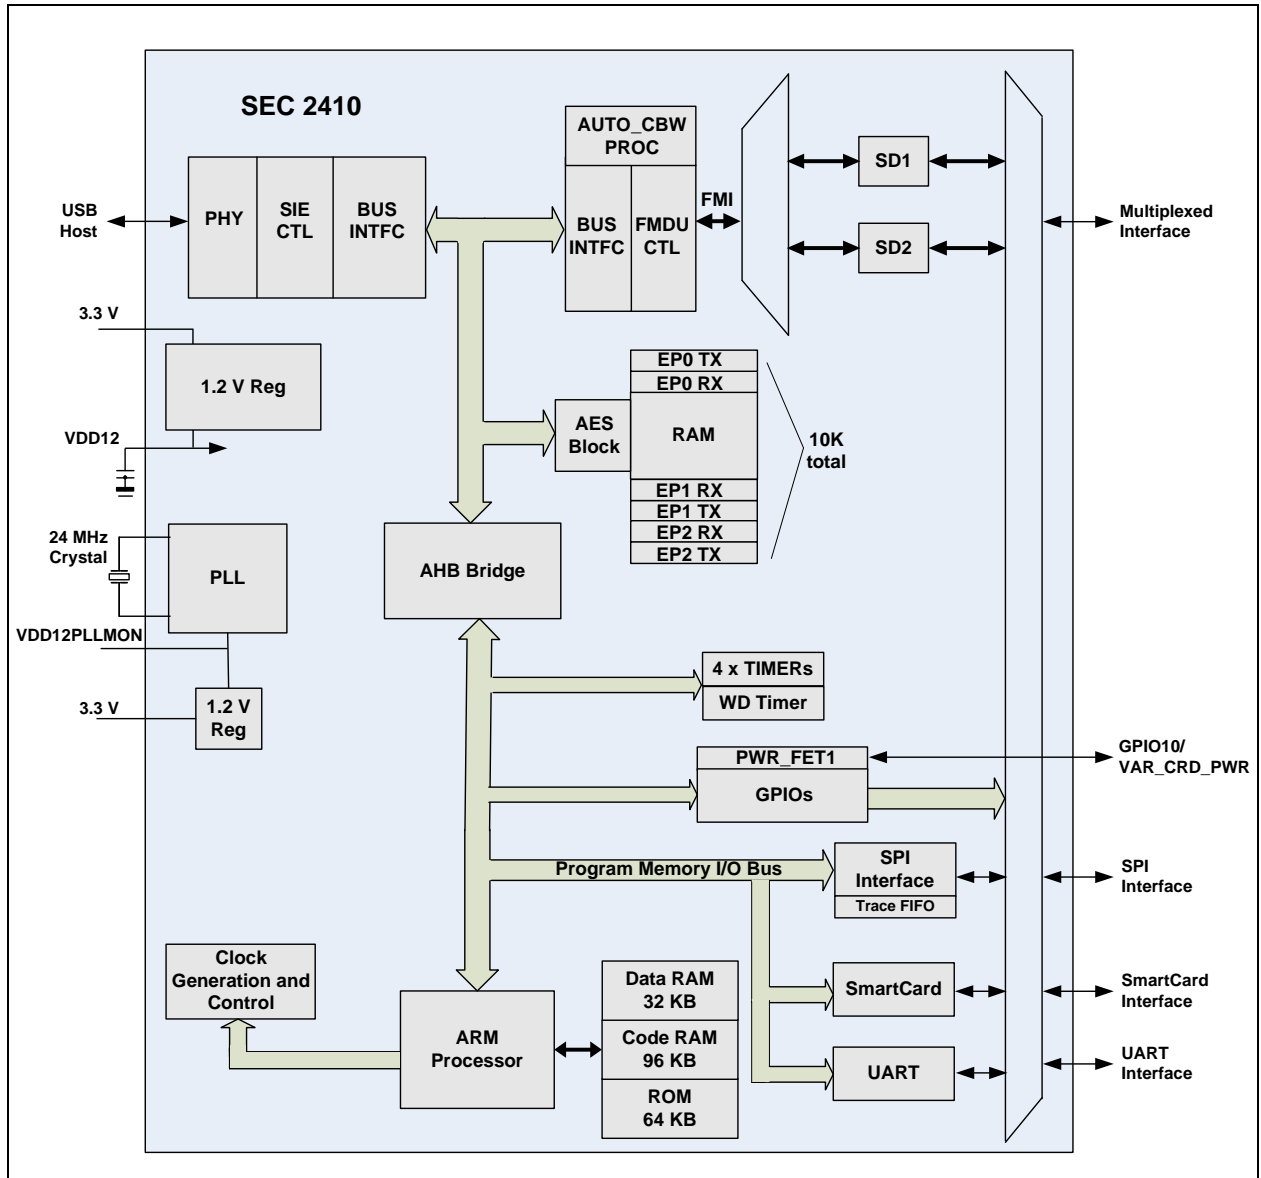 SEC 2410
USB
Host
PHY
SIE
CTL
BUS
INTFC
AUTO_CBW
PROC
BUS
INTFC
FMDU
CTL
FMI
SD1
SD2
Multiplexed
Interface
3.3 V
1.2 V Reg
VDD12
EP0 TX
EP0 RX
AES
Block
RAM
EP1 RX
EP1 TX
EP2 RX
EP2 TX
10K
total
24 MHz
Crystal
PLL
AHB Bridge
VDD12PLLMON
3.3 V
1.2 V
Reg
4 x TIMERs
WD Timer
PWR_FET1
GPIOs
GPIO10/
VAR_CRD_PWR
Program Memory I/O Bus
SPI
Interface
Trace FIFO
SPI
Interface
Clock
Generation and
Control
ARM
Processor
Data RAM
32 KB
Code RAM
96 KB
ROM
64 KB
SmartCard
SmartCard
Interface
UART
UART
Interface